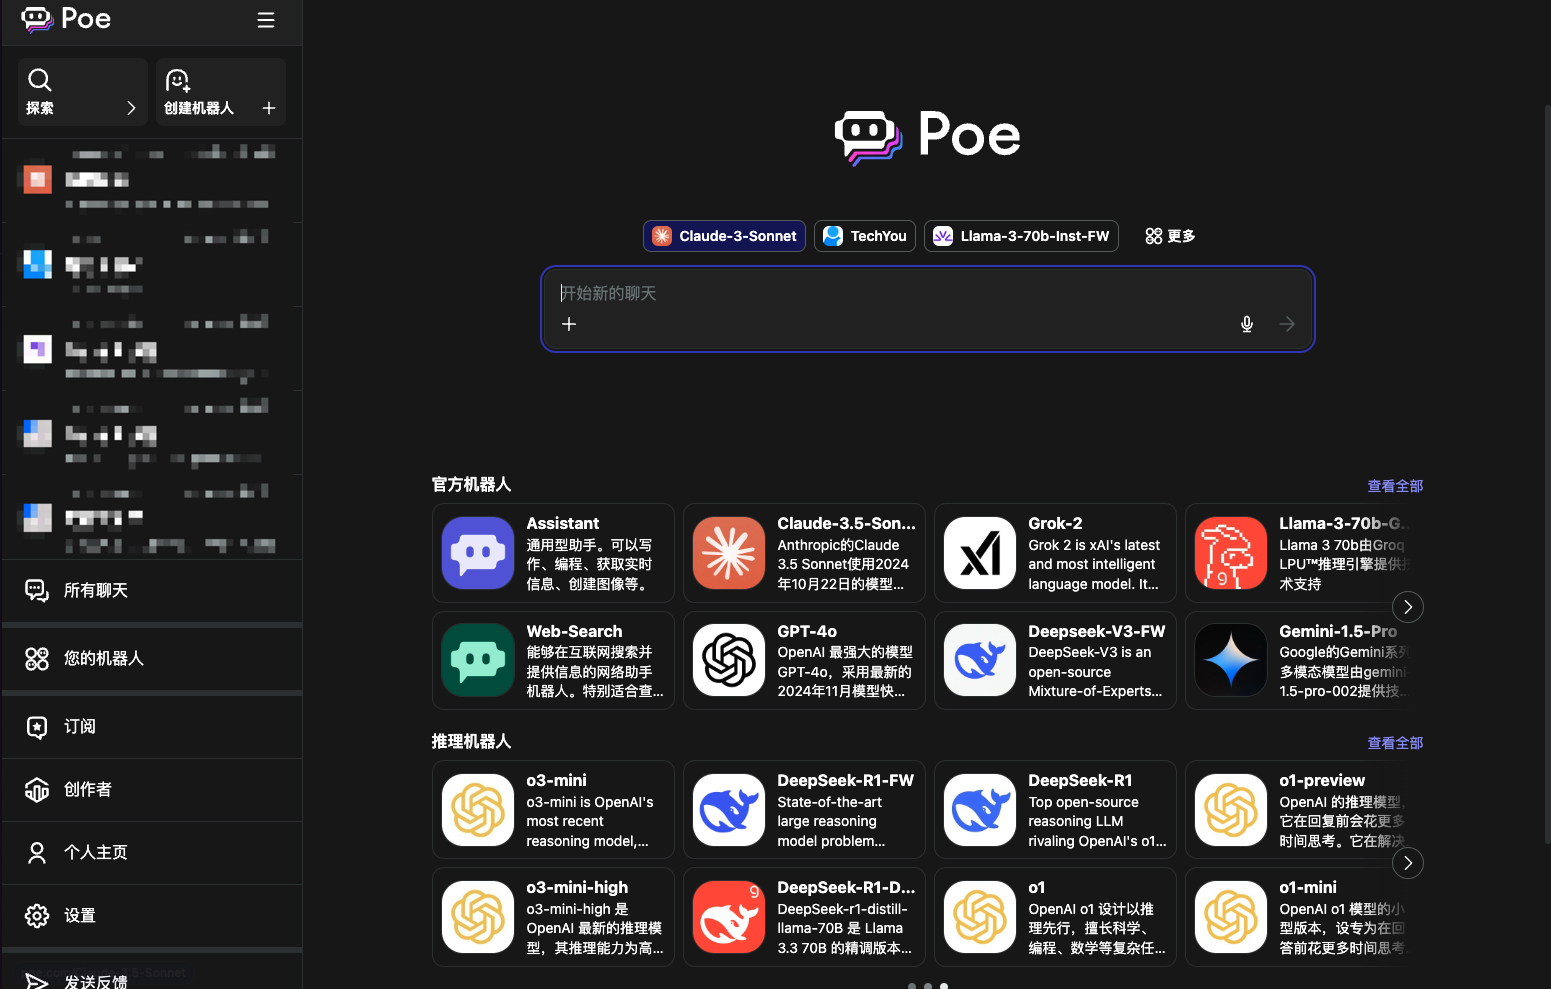 Poe
探索
创建机器人
所有聊天
您的机器人
订阅
创作者
个人主页
设置
发送反馈
Poe
Claude-3-Sonnet
TechYou
Llama-3-70b-Inst-FW
更多
开始新的聊天
官方机器人
查看全部
Assistant
通用型助手。可以写
作、编程、获取实时
信息、创建图像等。
Claude-3.5-Son...
Anthropic的Claude
3.5 Sonnet使用2024
年10月22日的模型...
Grok-2
Grok 2 is xAI's latest
and most intelligent
language model. It...
Llama-3-70b-G...
Llama 3 70b由Groq
LPU™推理引擎提供技
术支持
Web-Search
能够在互联网搜索并
提供信息的网络助手
机器人。特别适合查...
GPT-4o
OpenAI 最强大的模型
GPT-4o，采用最新的
2024年11月模型快...
Deepseek-V3-FW
DeepSeek-V3 is an
open-source
Mixture-of-Experts...
Gemini-1.5-Pro
Google的Gemini系列
多模态模型由gemini-
1.5-pro-002提供技...
推理机器人
查看全部
o3-mini
o3-mini is OpenAI's
most recent
reasoning model,...
DeepSeek-R1-FW
State-of-the-art
large reasoning
model problem...
DeepSeek-R1
Top open-source
reasoning LLM
rivaling OpenAI's o1...
o1-preview
OpenAI 的推理模型，
它在回复前会花更多
时间思考。它在解决
o3-mini-high
o3-mini-high 是
OpenAI 最新的推理模
型，其推理能力为高...
DeepSeek-R1-D...
DeepSeek-r1-distill-
llama-70B 是 Llama
3.3 70B 的精调版本...
o1
OpenAI o1 设计以推
理先行，擅长科学、
编程、数学等复杂任...
o1-mini
OpenAI o1 模型的小
型版本，设专为在回
答前花更多时间思考